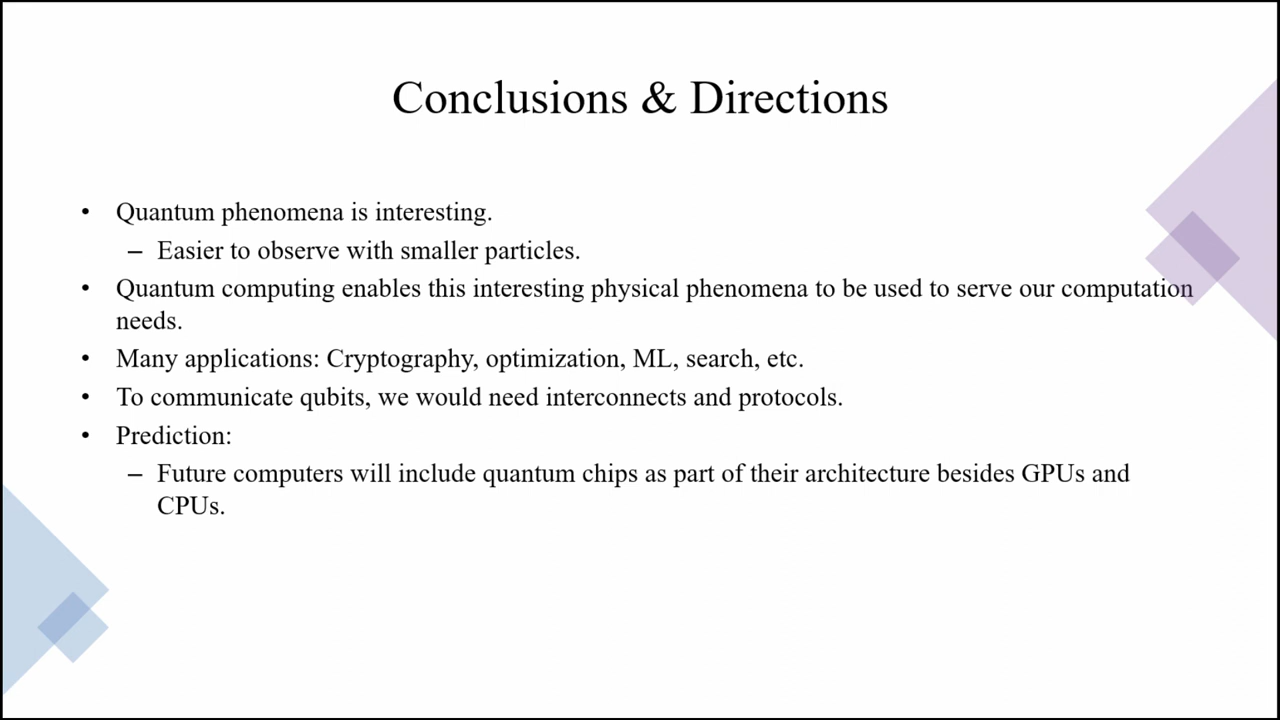 Conclusions & Directions
• Quantum phenomena is interesting.
– Easier to observe with smaller particles.
• Quantum computing enables this interesting physical phenomena to be used to serve our computation
needs.
• Many applications: Cryptography, optimization, ML, search, etc.
• To communicate qubits, we would need interconnects and protocols.
• Prediction:
– Future computers will include quantum chips as part of their architecture besides GPUs and
CPUs.